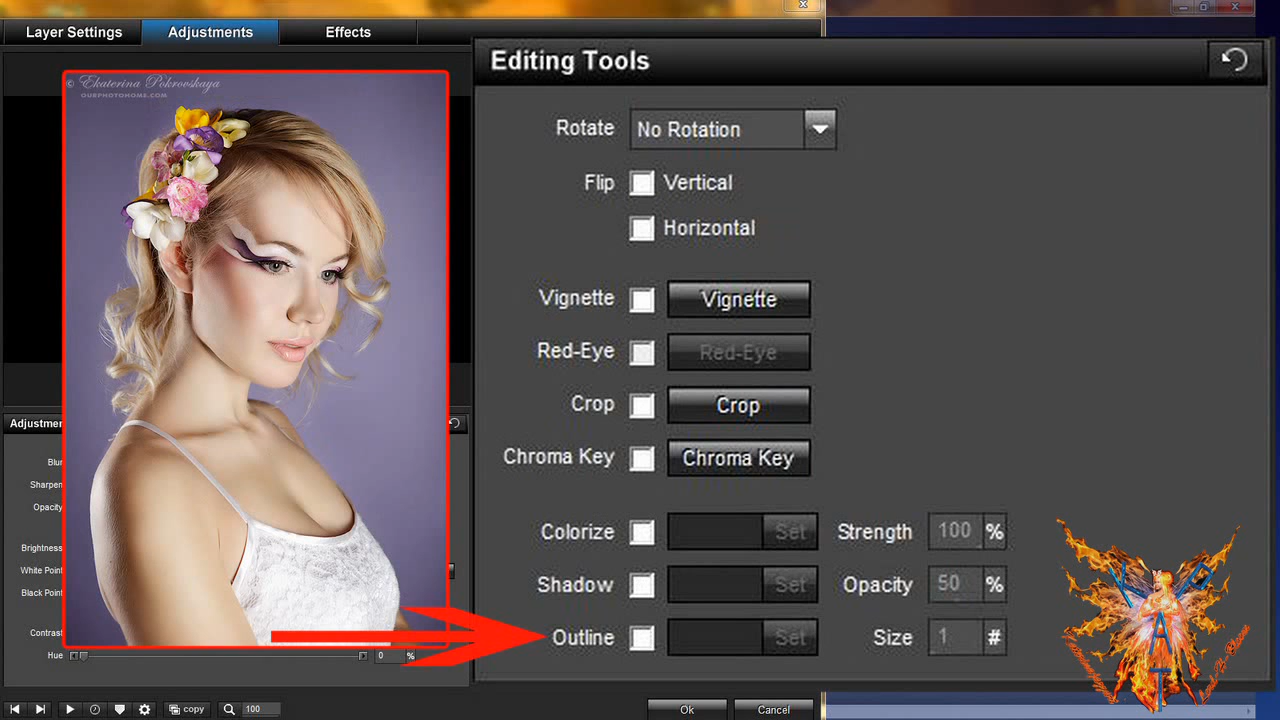 Layer Settings
Adjustments
Effects
© Ekaterina Pokrovskaya
OURPHOTOHOME.COM
Editing Tools
Rotate No Rotation
Flip Vertical
Horizontal
Vignette Vignette
Red-Eye Red-Eye
Crop Crop
Chroma Key Chroma Key
Colorize Set Strength 100 %
Shadow Set Opacity 50 %
Outline Set Size 1 #
Blur
Sharpen
Opacity
Brightness
White Point
Black Point
Contrast
Hue 0 %
copy 100
Ok Cancel